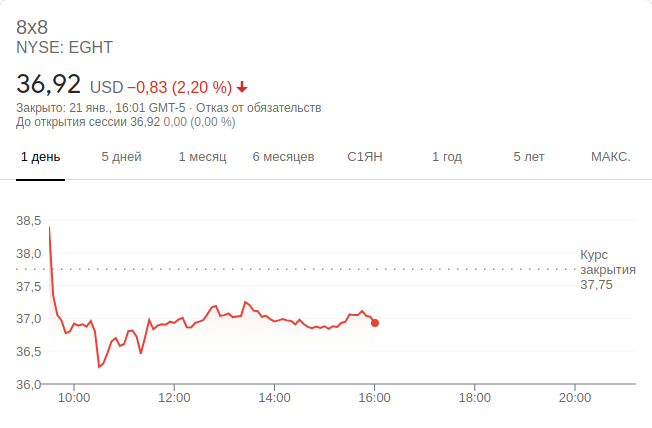 8x8
NYSE: EGHT
36,92 USD −0,83 (2,20 %)
Закрыто: 21 янв., 16:01 GMT-5 · Отказ от обязательств
До открытия сессии 36,92 0,00 (0,00 %)
1 день 5 дней 1 месяц 6 месяцев С1ЯН 1 год 5 лет МАКС.
38,5
38,0
Курс
закрытия
37,75
37,5
37,0
36,5
36,0
10:00 12:00 14:00 16:00 18:00 20:00